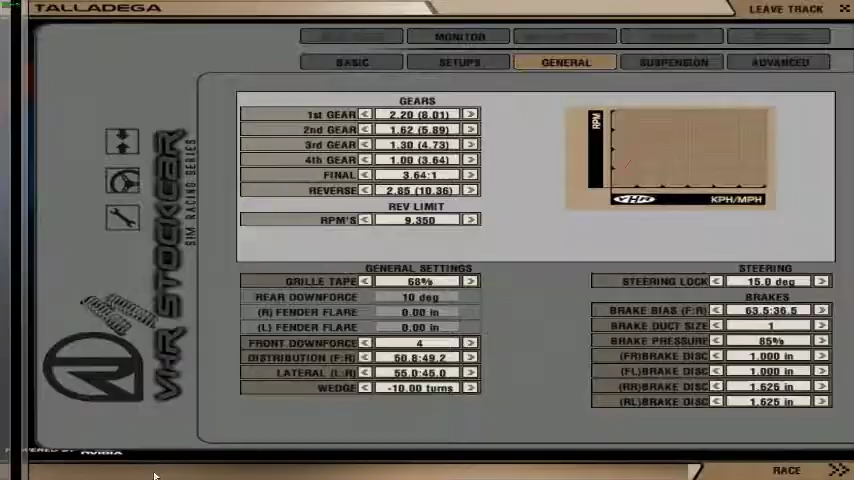 TALLADEGA
LEAVE TRACK
MONITOR
BASIC
SETUPS
GENERAL
SUSPENSION
ADVANCED
GEARS
1st GEAR 2.20 (8.01)
2nd GEAR 1.62 (5.89)
3rd GEAR 1.30 (4.73)
4th GEAR 1.00 (3.64)
FINAL 3.64:1
REVERSE 2.85 (10.36)
REV LIMIT
RPM'S 9,350
RPM
VHR KPH/MPH
VHR STOCKCAR
SIM RACING SERIES
GENERAL SETTINGS
GRILLE TAPE 68%
REAR DOWNFORCE 10 deg
(R) FENDER FLARE 0.00 in
(L) FENDER FLARE 0.00 in
FRONT DOWNFORCE 4
DISTRIBUTION (F:R) 50.8:49.2
LATERAL (L:R) 55.0:45.0
WEDGE -10.00 turns
STEERING
STEERING LOCK 15.0 deg
BRAKES
BRAKE BIAS (F:R) 63.5:36.5
BRAKE DUCT SIZE 1
BRAKE PRESSURE 85%
(FR)BRAKE DISC 1.000 in
(FL)BRAKE DISC 1.000 in
(RR)BRAKE DISC 1.625 in
(RL)BRAKE DISC 1.625 in
POWERED BY NVIDIA
RACE